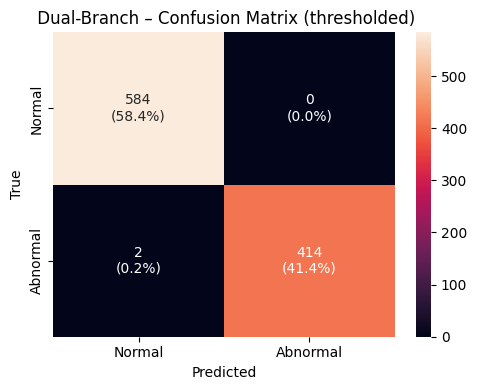 Dual-Branch – Confusion Matrix (thresholded)
True
Normal
584
(58.4%)
0
(0.0%)
Abnormal
2
(0.2%)
414
(41.4%)
Normal
Abnormal
Predicted
500
400
300
200
100
0